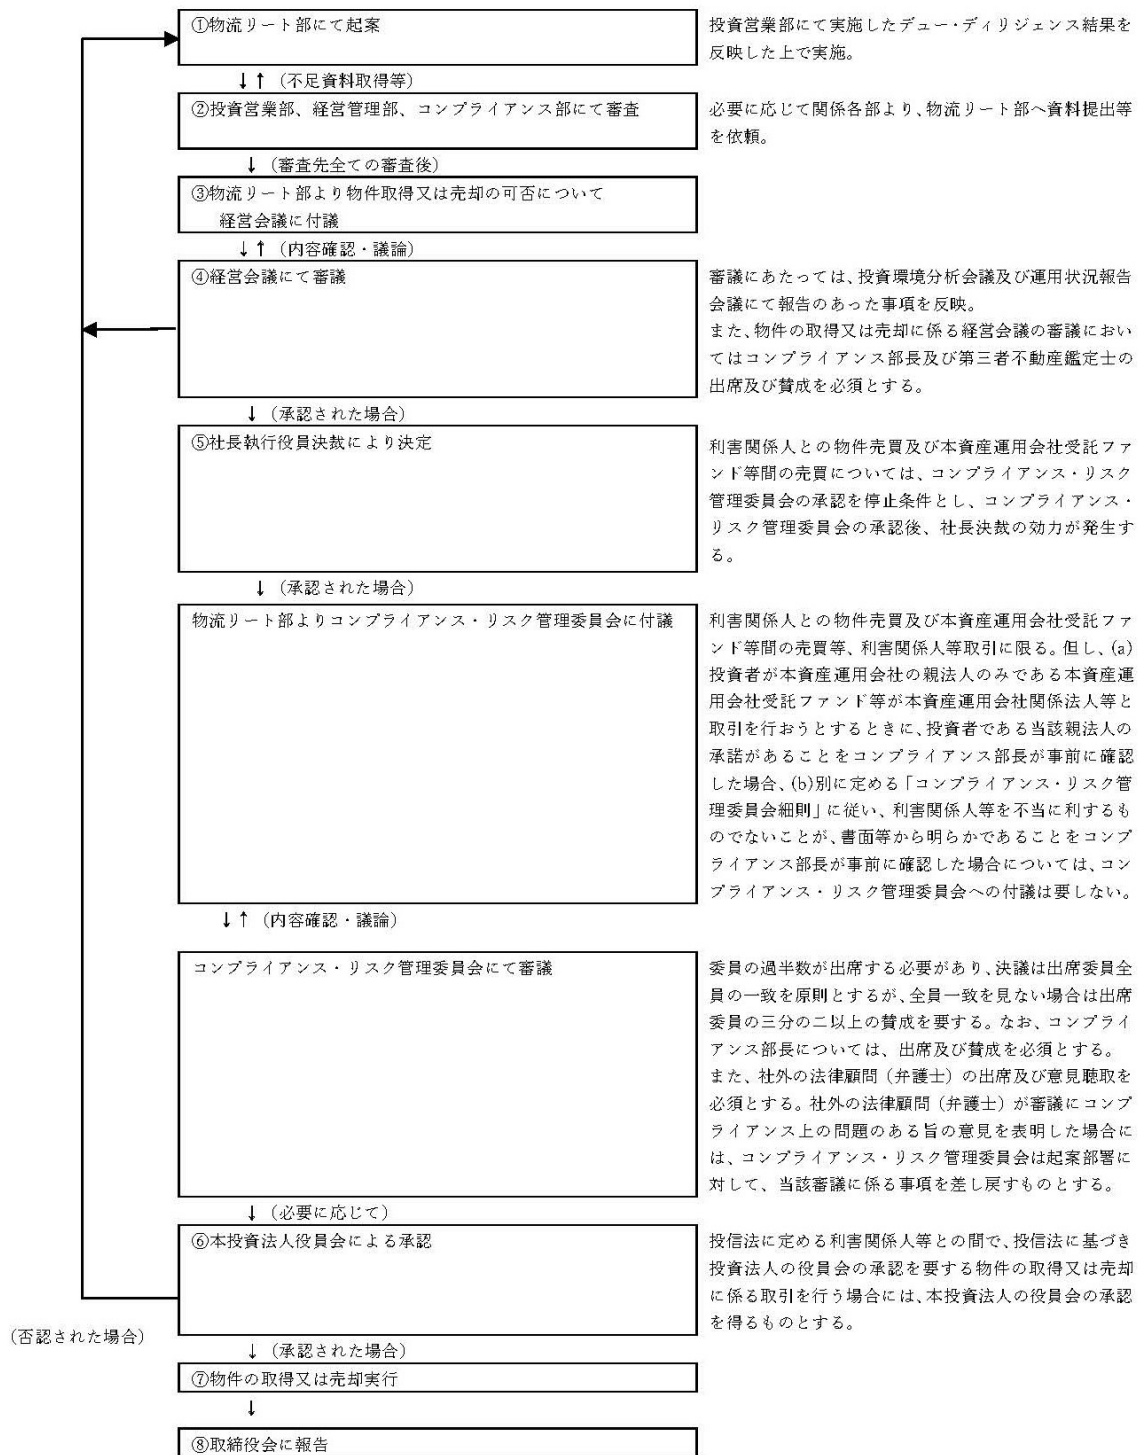 ①物流リート部にて起案
投資営業部にて実施したデュー・ディリジェンス結果を
反映した上で実施。
↓↑（不足資料取得等）
②投資営業部、経営管理部、コンプライアンス部にて審査
必要に応じて関係各部より、物流リート部へ資料提出等
を依頼。
↓（審査先全ての審査後）
③物流リート部より物件取得又は売却の可否について
経営会議に付議
↓↑（内容確認・議論）
④経営会議にて審議
審議にあたっては、投資環境分析会議及び運用状況報告
会議にて報告のあった事項を反映。
また、物件の取得又は売却に係る経営会議の審議におい
てはコンプライアンス部長及び第三者不動産鑑定士の
出席及び賛成を必須とする。
↓（承認された場合）
⑤社長執行役員決裁により決定
利害関係人との物件売買及び本資産運用会社受託ファ
ンド等間の売買については、コンプライアンス・リスク
管理委員会の承認を停止条件とし、コンプライアンス・
リスク管理委員会の承認後、社長決裁の効力が発生す
る。
↓（承認された場合）
物流リート部よりコンプライアンス・リスク管理委員会に付議
利害関係人との物件売買及び本資産運用会社受託ファ
ンド等間の売買等、利害関係人等取引に限る。但し、(a)
投資者が本資産運用会社の親法人のみである本資産運
用会社受託ファンド等が本資産運用会社関係法人等と
取引を行おうとするときに、投資者である当該親法人の
承諾があることをコンプライアンス部長が事前に確認
した場合、(b)別に定める「コンプライアンス・リスク管
理委員会細則」に従い、利害関係人等を不当に利するも
のでないことが、書面等から明らかであることをコンプ
ライアンス部長が事前に確認した場合については、コン
プライアンス・リスク管理委員会への付議は要しない。
↓↑（内容確認・議論）
コンプライアンス・リスク管理委員会にて審議
委員の過半数が出席する必要があり、決議は出席委員全
員の一致を原則とするが、全員一致を見ない場合は出席
委員の三分の二以上の賛成を要する。なお、コンプライ
アンス部長については、出席及び賛成を必須とする。
また、社外の法律顧問（弁護士）の出席及び意見聴取を
必須とする。社外の法律顧問（弁護士）が審議にコンプ
ライアンス上の問題のある旨の意見を表明した場合に
は、コンプライアンス・リスク管理委員会は起案部署に
対して、当該審議に係る事項を差し戻すものとする。
↓（必要に応じて）
⑥本投資法人役員会による承認
投信法に定める利害関係人等との間で、投信法に基づき
投資法人の役員会の承認を要する物件の取得又は売却
に係る取引を行う場合には、本投資法人の役員会の承認
を得るものとする。
（否認された場合）
↓（承認された場合）
⑦物件の取得又は売却実行
↓
⑧取締役会に報告